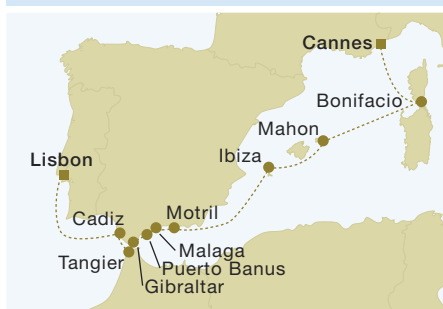 Cannes
Bonifacio
Mahon
Ibiza
Lisbon
Motril
Cadiz
Malaga
Tangier
Puerto Banus
Gibraltar